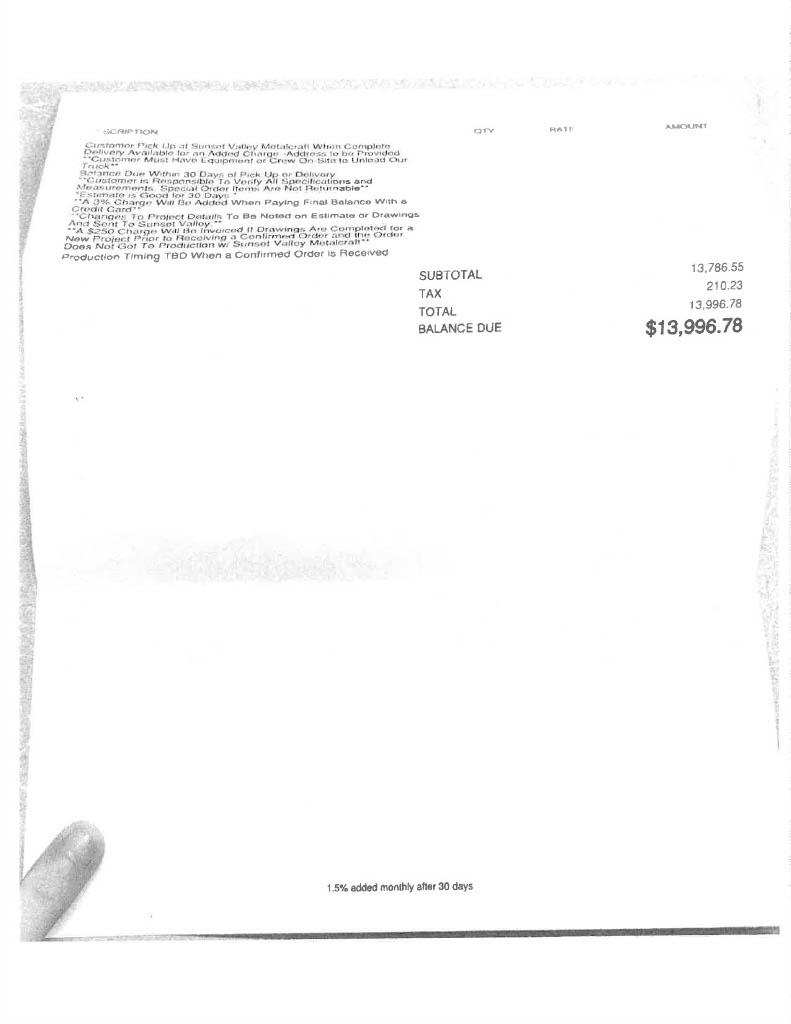 SCRIPTION QTY RATE AMOUNT
Customer Pick Up at Sunset Valley Metalcraft When Complete
Delivery Available for an Added Charge -Address to be Provided
**Customer Must Have Equipment or Crew On Site to Unload Our
Truck**
Balance Due Within 30 Days of Pick Up or Delivery
**Customer is Responsible To Verify All Specifications and
Measurements. Special Order Items Are Not Returnable**
*Estimate is Good for 30 Days *
**A 3% Charge Will Be Added When Paying Final Balance With a
Credit Card**
**Changes To Project Details To Be Noted on Estimate or Drawings
And Sent To Sunset Valley.**
**A $250 Charge Will Be Invoiced If Drawings Are Completed for a
New Project Prior to Receiving a Confirmed Order and the Order
Does Not Got To Production w/ Sunset Valley Metalcraft**
Production Timing TBD When a Confirmed Order is Received
SUBTOTAL 13,786.55
TAX 210.23
TOTAL 13,996.78
BALANCE DUE $13,996.78
1.5% added monthly after 30 days